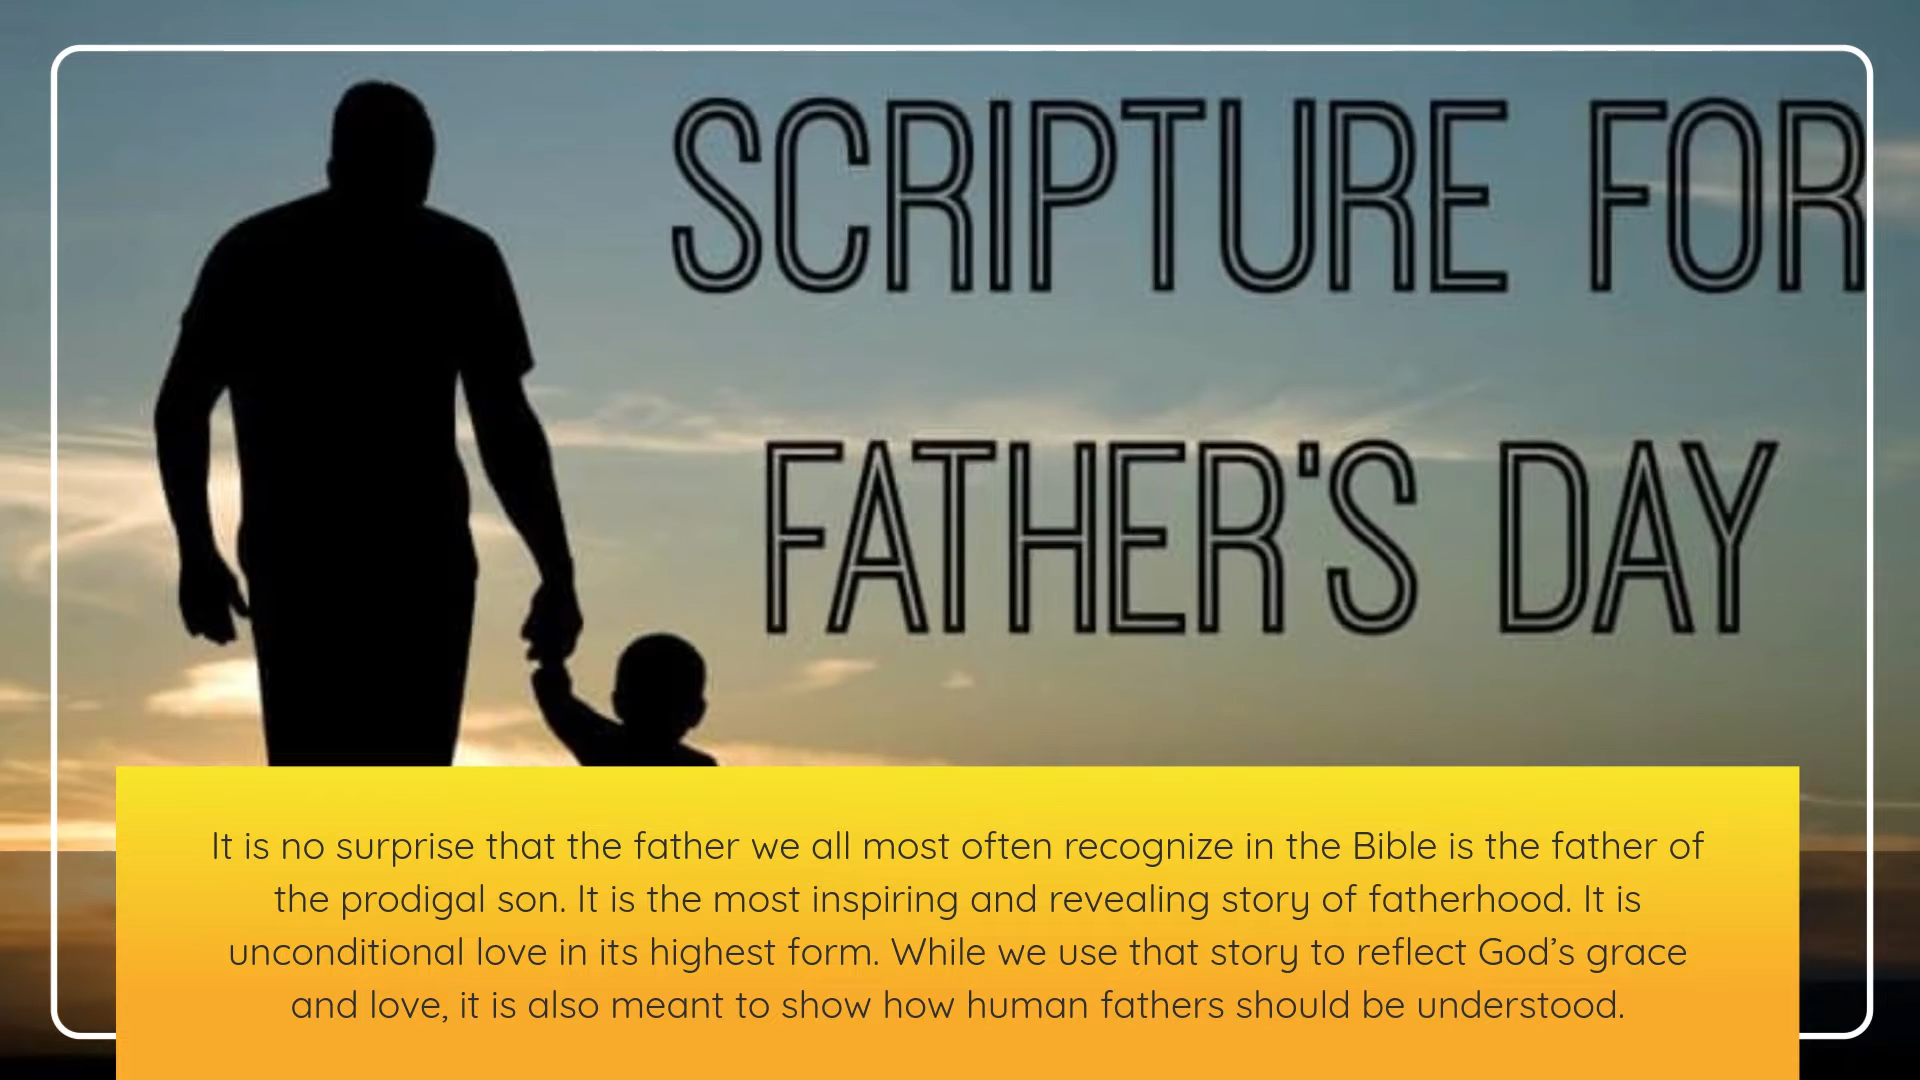 SCRIPTURE FOR
FATHER'S DAY
It is no surprise that the father we all most often recognize in the Bible is the father of
the prodigal son. It is the most inspiring and revealing story of fatherhood. It is
unconditional love in its highest form. While we use that story to reflect God’s grace
and love, it is also meant to show how human fathers should be understood.